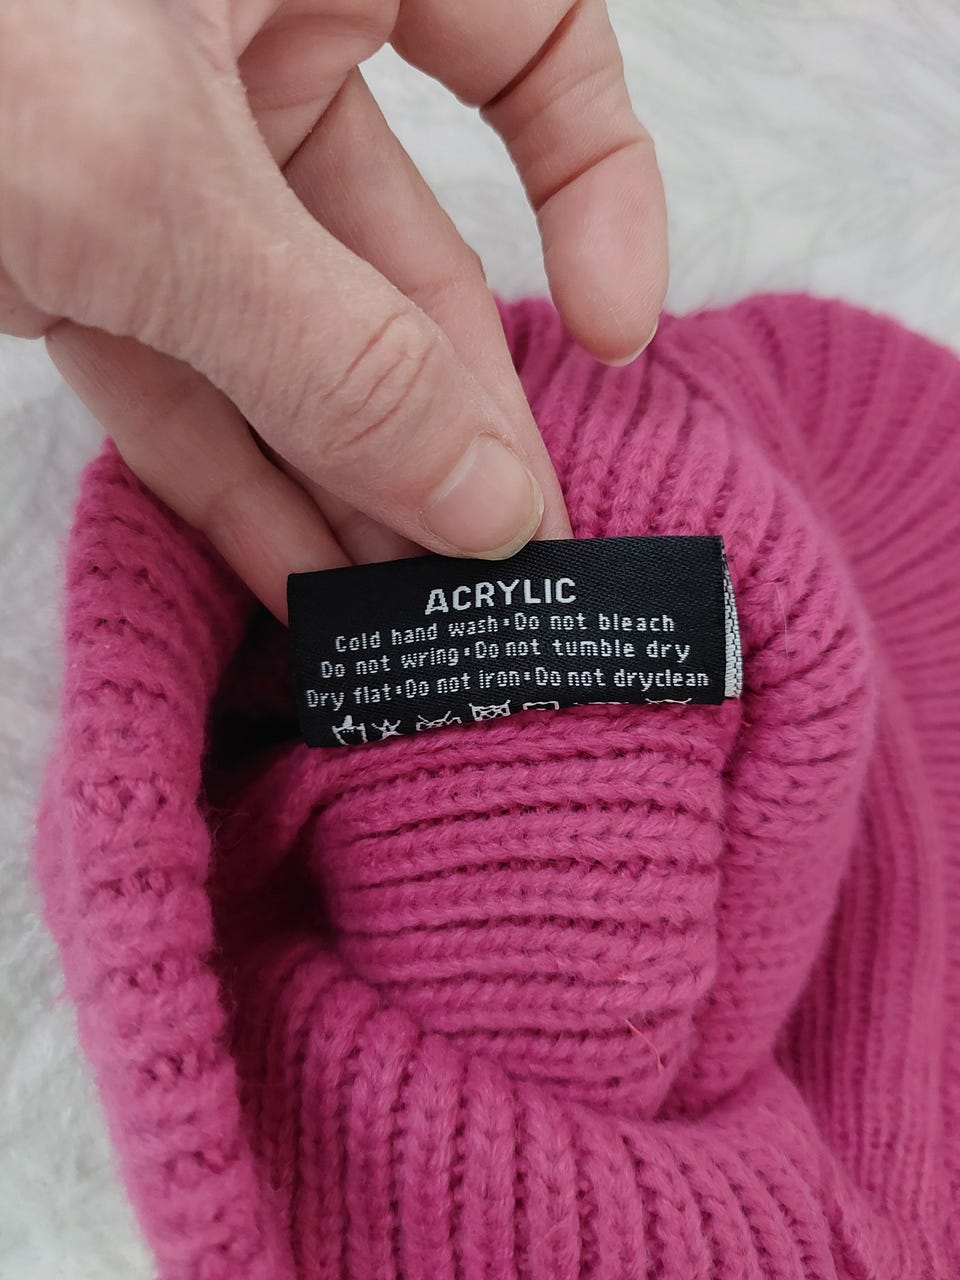 ACRYLIC
Cold hand wash•Do not bleach
Do not wring•Do not tumble dry
Dry flat•Do not iron•Do not dryclean